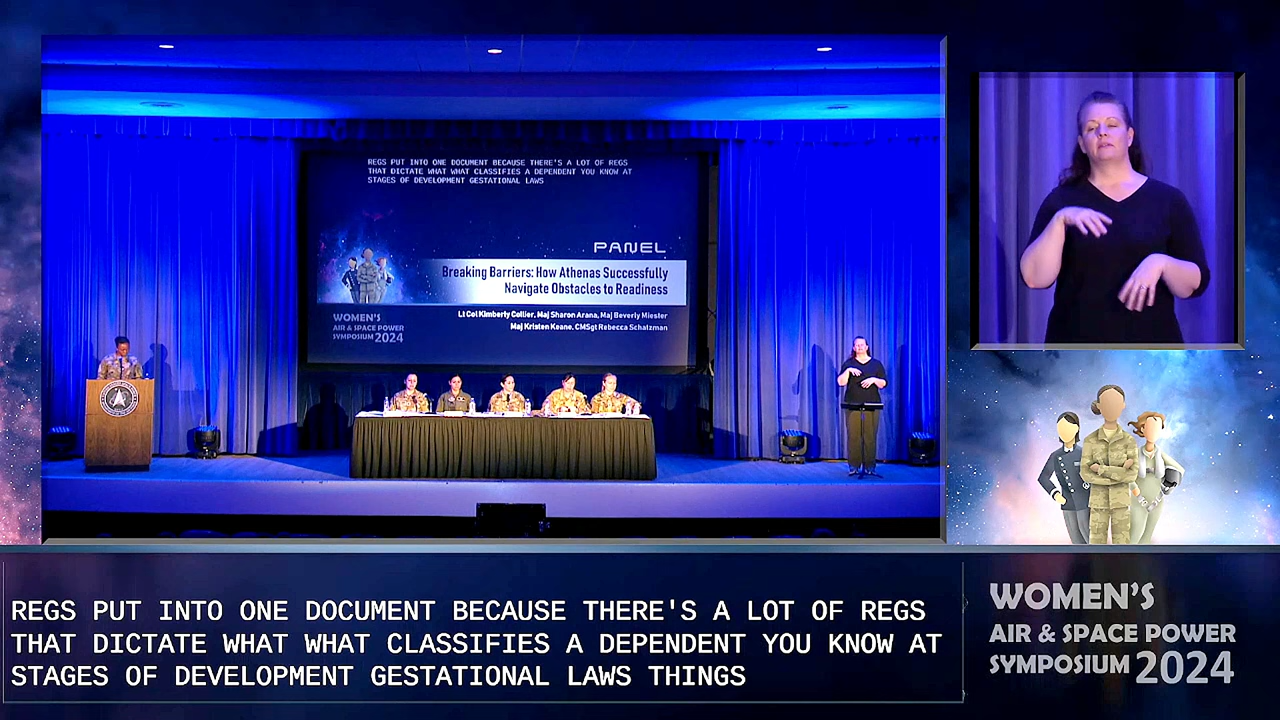 REGS PUT INTO ONE DOCUMENT BECAUSE THERE'S A LOT OF REGS
THAT DICTATE WHAT WHAT CLASSIFIES A DEPENDENT YOU KNOW AT
STAGES OF DEVELOPMENT GESTATIONAL LAWS
PANEL
Breaking Barriers: How Athenas Successfully
Navigate Obstacles to Readiness
Lt Col Kimberly Collier, Maj Sharon Arana, Maj Beverly Miester
Maj Kristen Keane, CMSgt Rebecca Schatzman
WOMEN'S
AIR & SPACE POWER
SYMPOSIUM 2024
REGS PUT INTO ONE DOCUMENT BECAUSE THERE'S A LOT OF REGS
THAT DICTATE WHAT WHAT CLASSIFIES A DEPENDENT YOU KNOW AT
STAGES OF DEVELOPMENT GESTATIONAL LAWS THINGS
WOMEN'S
AIR & SPACE POWER
SYMPOSIUM 2024